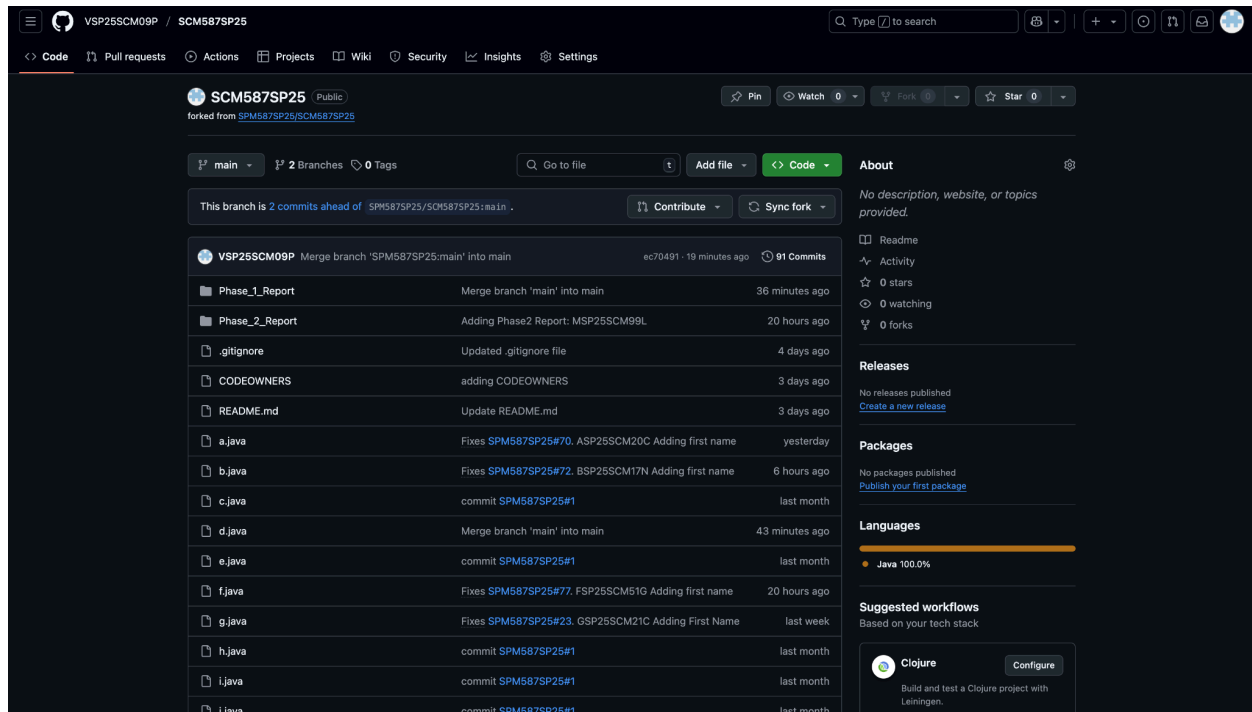 VSP25SCM09P / SCM587SP25
Type / to search
Code Pull requests Actions Projects Wiki Security Insights Settings
SCM587SP25 Public
Pin Watch 0 Fork 0 Star 0
forked from SPM587SP25/SCM587SP25
main 2 Branches 0 Tags
Go to file t Add file Code
This branch is 2 commits ahead of SPM587SP25/SCM587SP25:main .
Contribute Sync fork
VSP25SCM09P Merge branch 'SPM587SP25:main' into main ec70491 · 19 minutes ago 91 Commits
Phase_1_Report Merge branch 'main' into main 36 minutes ago
Phase_2_Report Adding Phase2 Report: MSP25SCM99L 20 hours ago
.gitignore Updated .gitignore file 4 days ago
CODEOWNERS adding CODEOWNERS 3 days ago
README.md Update README.md 3 days ago
a.java Fixes SPM587SP25#70. ASP25SCM20C Adding first name yesterday
b.java Fixes SPM587SP25#72. BSP25SCM17N Adding first name 6 hours ago
c.java commit SPM587SP25#1 last month
d.java Merge branch 'main' into main 43 minutes ago
e.java commit SPM587SP25#1 last month
f.java Fixes SPM587SP25#77. FSP25SCM51G Adding first name 20 hours ago
g.java Fixes SPM587SP25#23. GSP25SCM21C Adding First Name last week
h.java commit SPM587SP25#1 last month
i.java commit SPM587SP25#1 last month
j.java commit SPM587SP25#1 last month
About
No description, website, or topics
provided.
Readme
Activity
0 stars
0 watching
0 forks
Releases
No releases published
Create a new release
Packages
No packages published
Publish your first package
Languages
Java 100.0%
Suggested workflows
Based on your tech stack
Clojure Configure
Build and test a Clojure project with
Leiningen.